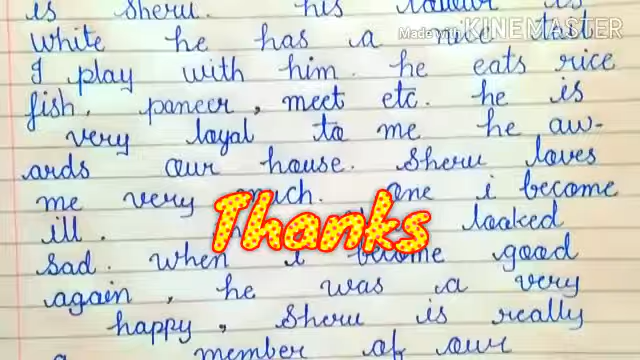 is Sheru. his colour is
white he has a nice tail
Made with KINEMASTER
I play with him. he eats rice
fish. paneer, meet etc. he is
very loyal to me he aw-
ards our house. Sheru loves
me very much. one i become
ill.
looked
Thanks
sad. when i become good
again, he was a very
happy, Sheru is really
a member of our